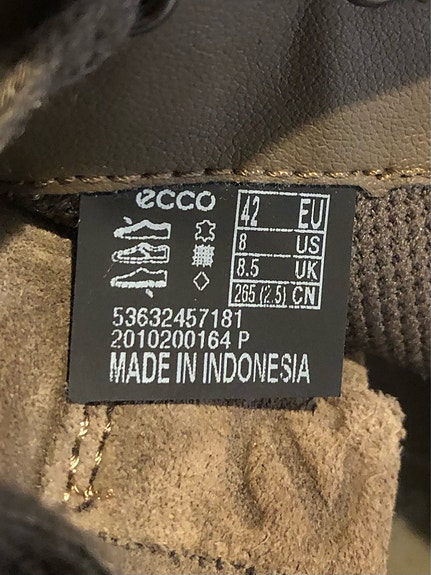 ecco
42 EU
8 US
8.5 UK
265 (2.5) CN
53632457181
2010200164 P
MADE IN INDONESIA